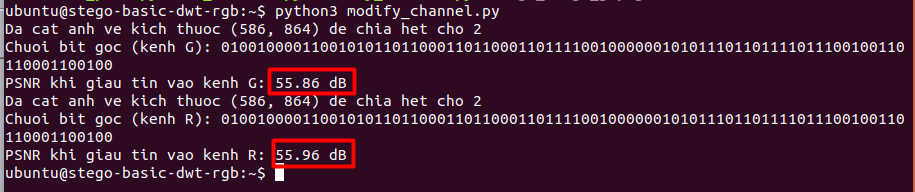 ubuntu@stego-basic-dwt-rgb:~$ python3 modify_channel.py
Da cat anh ve kich thuoc (586, 864) de chia het cho 2
Chuoi bit goc (kenh G): 0100100001100101011011000110110001101111001000000101011101101111011100100110
110001100100
PSNR khi giau tin vao kenh G: 55.86 dB
Da cat anh ve kich thuoc (586, 864) de chia het cho 2
Chuoi bit goc (kenh R): 0100100001100101011011000110110001101111001000000101011101101111011100100110
110001100100
PSNR khi giau tin vao kenh R: 55.96 dB
ubuntu@stego-basic-dwt-rgb:~$